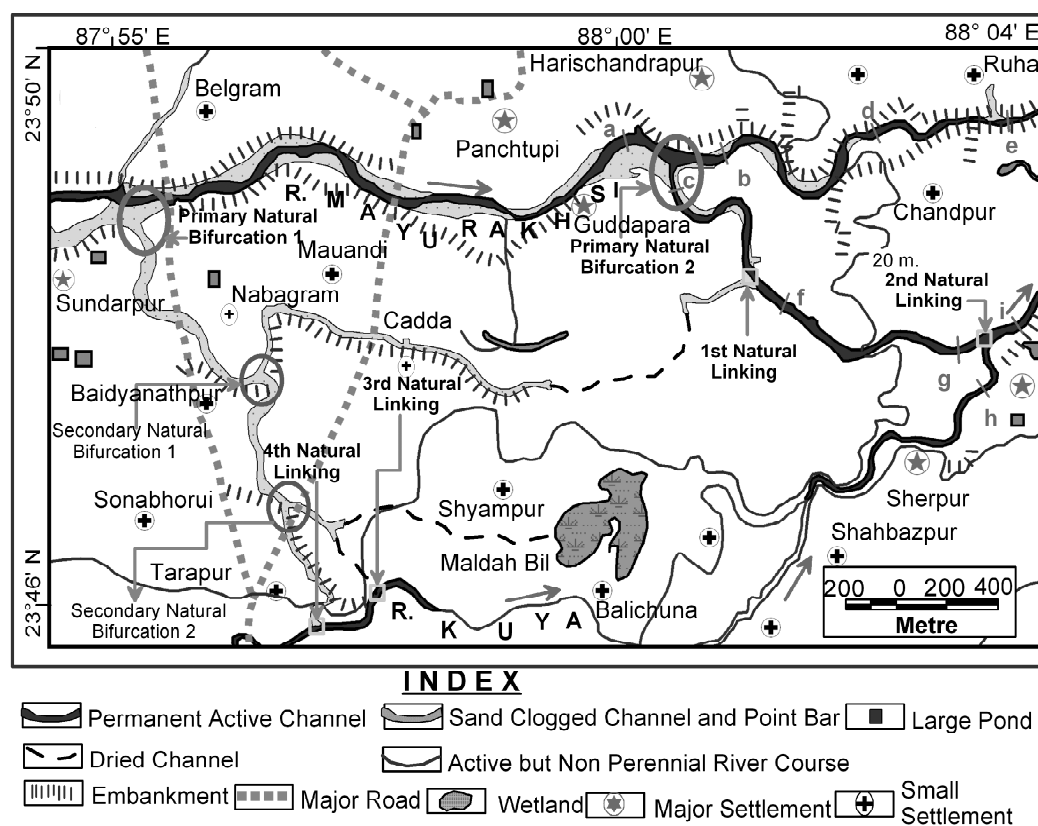 87° 55' E
88° 00' E
88° 04' E
23° 50' N
23° 46' N
Harischandrapur
Ruha
Belgram
Panchtupi
a
d
e
b
c
R. M A Y U R A K H S I
Primary Natural
Bifurcation 1
Mauandi
Guddapara
Primary Natural
Bifurcation 2
Chandpur
20 m.
2nd Natural
Linking
Sundarpur
Nabagram
Cadda
f
i
1st Natural
Linking
3rd Natural
Linking
g
h
Baidyanathpur
Secondary Natural
Bifurcation 1
4th Natural
Linking
Sonabhorui
Shyampur
Sherpur
Maldah Bil
Shahbazpur
Tarapur
Secondary Natural
Bifurcation 2
R. K U Y A
Balichuna
200 0 200 400
Metre
INDEX
Permanent Active Channel
Sand Clogged Channel and Point Bar
Large Pond
Dried Channel
Active but Non Perennial River Course
Embankment
Major Road
Wetland
Major Settlement
Small
Settlement